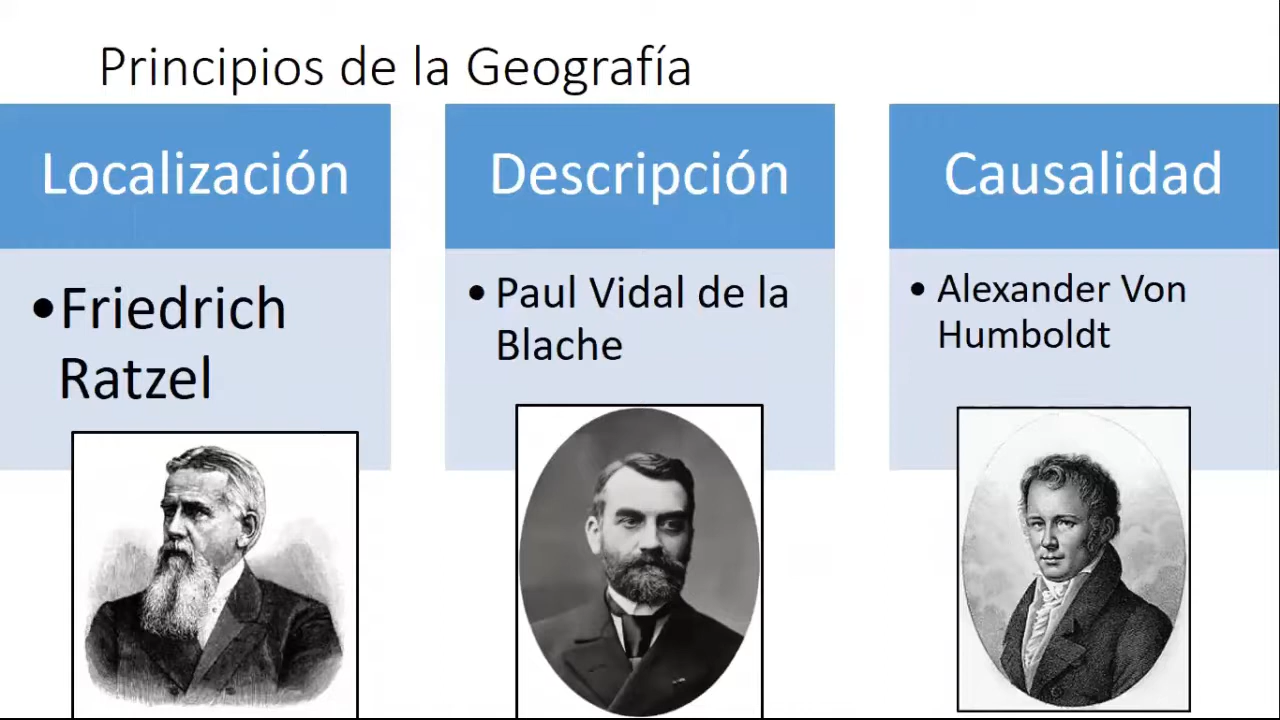 Principios de la Geografía
Localización
•Friedrich
Ratzel
Descripción
• Paul Vidal de la
Blache
Causalidad
• Alexander Von
Humboldt